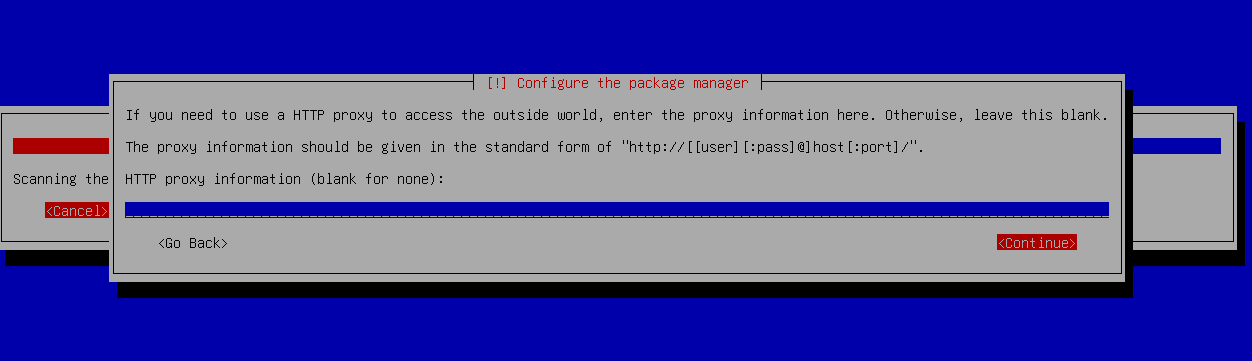 [!] Configure the package manager
If you need to use a HTTP proxy to access the outside world, enter the proxy information here. Otherwise, leave this blank.
The proxy information should be given in the standard form of "http://[[user][:pass]@]host[:port]/".
Scanning the
HTTP proxy information (blank for none):
<Cancel>
<Go Back>
<Continue>